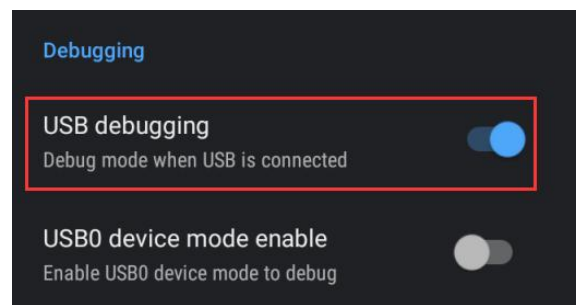 Debugging
USB debugging
Debug mode when USB is connected
USB0 device mode enable
Enable USB0 device mode to debug